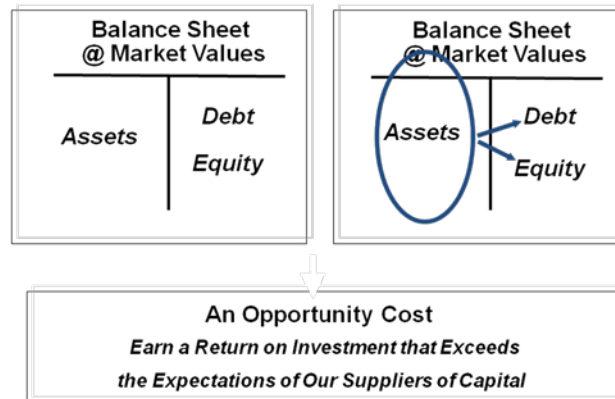 Balance Sheet
@ Market Values
Assets
Debt
Equity
Balance Sheet
@ Market Values
Assets
Debt
Equity
An Opportunity Cost
Earn a Return on Investment that Exceeds
the Expectations of Our Suppliers of Capital